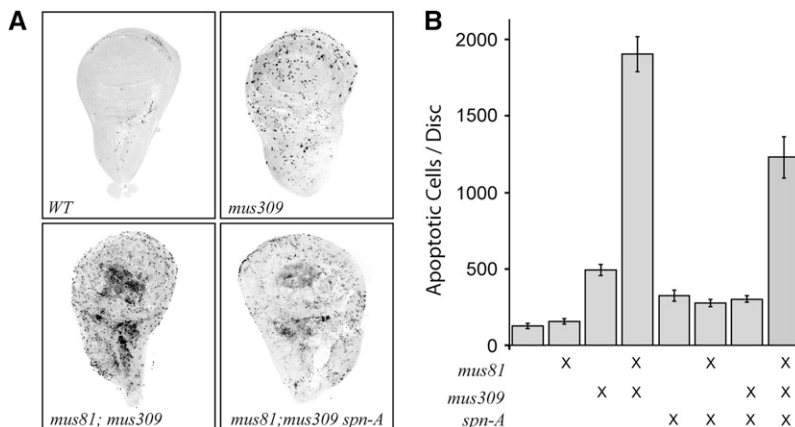 A
WT
mus309
mus81; mus309
mus81;mus309 spn-A
B
Apoptotic Cells / Disc
2000
1500
1000
500
0
mus81 X X X X
mus309 X X X X
spn-A X X X X